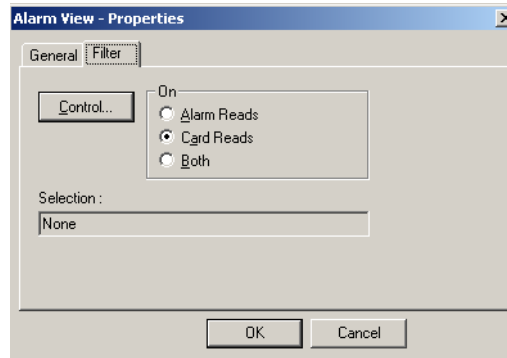 Alarm View - Properties
General Filter
Control...
On
Alarm Reads
Card Reads
Both
Selection :
None
OK Cancel